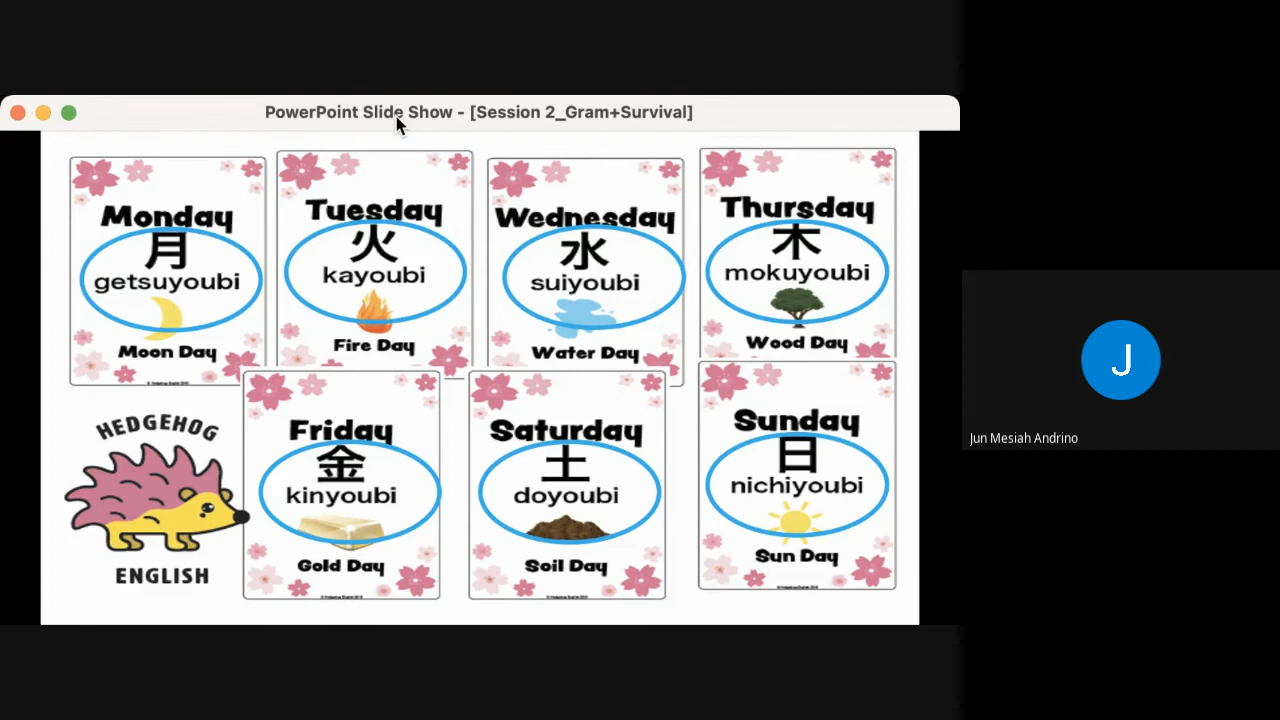 PowerPoint Slide Show - [Session 2_Gram+Survival]
Monday
月
getsuyoubi
Moon Day
Tuesday
火
kayoubi
Fire Day
Wednesday
水
suiyoubi
Water Day
Thursday
木
mokuyoubi
Wood Day
HEDGEHOG
ENGLISH
Friday
金
kinyoubi
Gold Day
Saturday
土
doyoubi
Soil Day
Sunday
日
nichiyoubi
Sun Day
J
Jun Mesiah Andrino